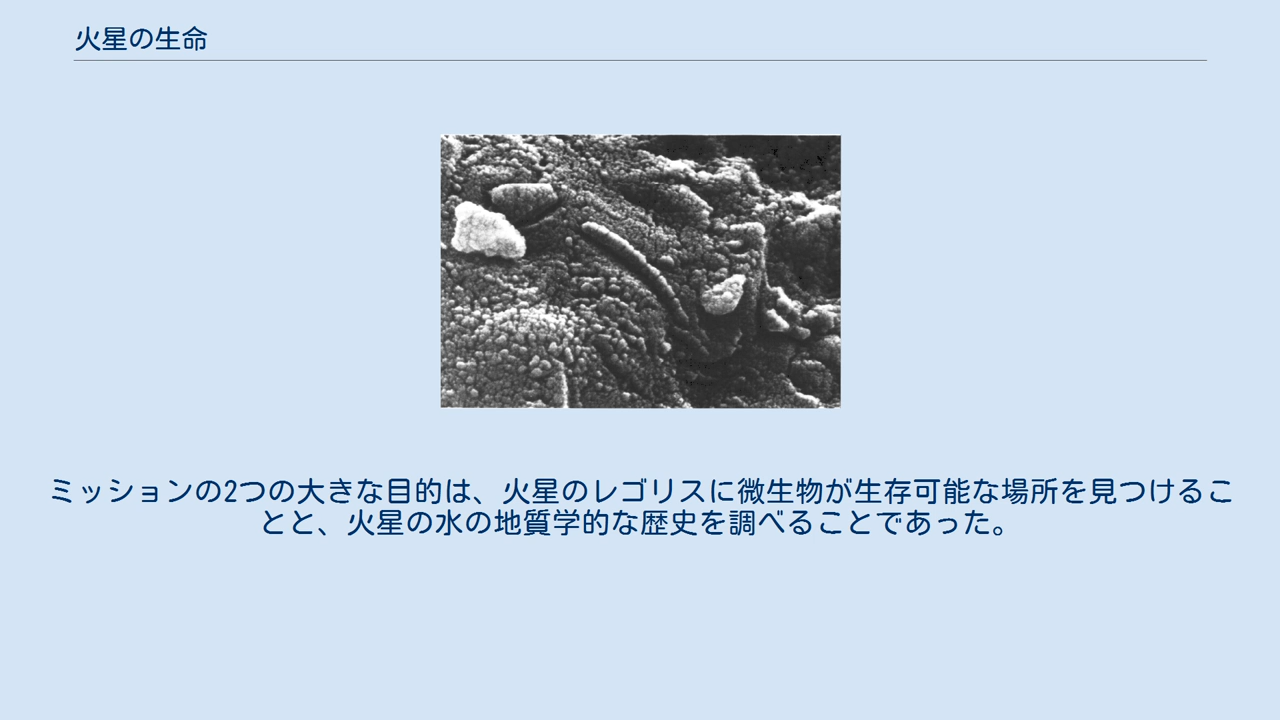 火星の生命
ミッションの2つの大きな目的は、火星のレゴリスに微生物が生存可能な場所を見つけるこ
とと、火星の水の地質学的な歴史を調べることであった。